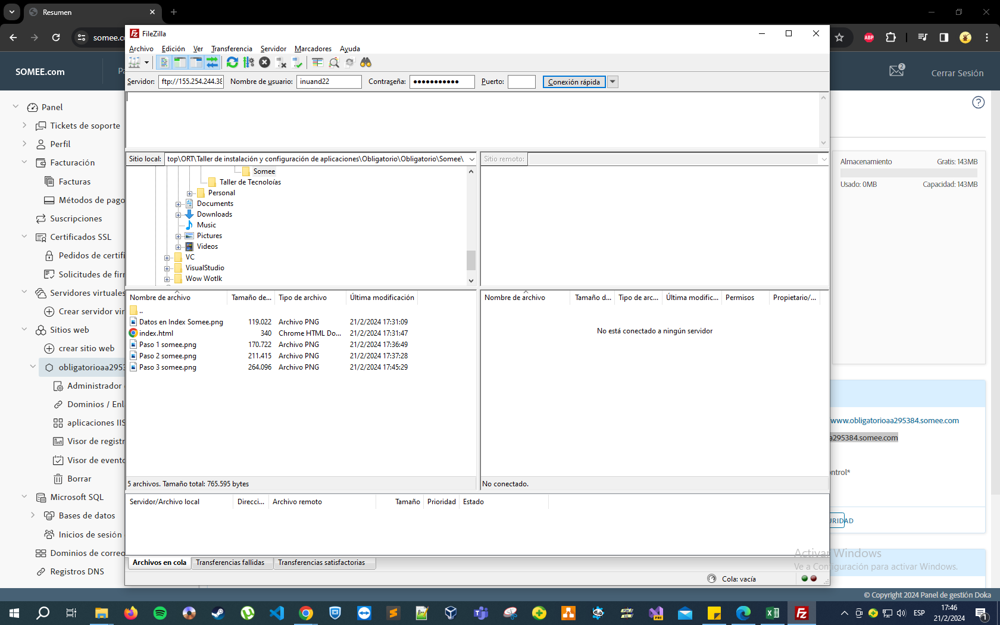 Resumen
somee.c
SOMEE.com
Pa
2
Cerrar Sesión
FileZilla
Archivo Edición Ver Transferencia Servidor Marcadores Ayuda
Servidor: ftp://155.254.244.38 Nombre de usuario: inuand22 Contraseña: ●●●●●●●●●●● Puerto: Conexión rápida
Panel
Tickets de soporte
Perfil
Facturación
Facturas
Métodos de pago
Suscripciones
Certificados SSL
Pedidos de certifi
Solicitudes de firr
Servidores virtuales
Crear servidor vir
Sitios web
crear sitio web
obligatorioaa2953
Administrador
Dominios / Enl
aplicaciones IIS
Visor de registr
Visor de evento
Borrar
Microsoft SQL
Bases de datos
Inicios de sesión
Dominios de correo
Registros DNS
Sitio local: top\ORT\Taller de instalación y configuración de aplicaciones\Obligatorio\Obligatorio\Somee\
Somee
Taller de Tecnoloías
Personal
Documents
Downloads
Music
Pictures
Videos
VC
VisualStudio
Wow Wotlk
Sitio remoto:
Nombre de archivo Tamaño de... Tipo de archivo Última modificación
..
Datos en Index Somee.png 119.022 Archivo PNG 21/2/2024 17:31:09
index.html 340 Chrome HTML Do... 21/2/2024 17:31:47
Paso 1 somee.png 170.722 Archivo PNG 21/2/2024 17:36:49
Paso 2 somee.png 211.415 Archivo PNG 21/2/2024 17:37:28
Paso 3 somee.png 264.096 Archivo PNG 21/2/2024 17:45:29
5 archivos. Tamaño total: 765.595 bytes
Nombre de archivo Tamaño d... Tipo de arc... Última modific... Permisos Propietario/...
No está conectado a ningún servidor
No conectado.
Servidor/Archivo local Direcci... Archivo remoto Tamaño Prioridad Estado
Archivos en cola Transferencias fallidas Transferencias satisfactorias
Cola: vacía
Almacenamiento Gratis: 143MB
Usado: 0MB Capacidad: 143MB
www.obligatorioaa295384.somee.com
a295384.somee.com
ontrol*
URIDAD
Activar Windows
Ve a Configuración para activar Windows.
© Copyright 2024 Panel de gestión Doka
ESP
17:46
21/2/2024
1